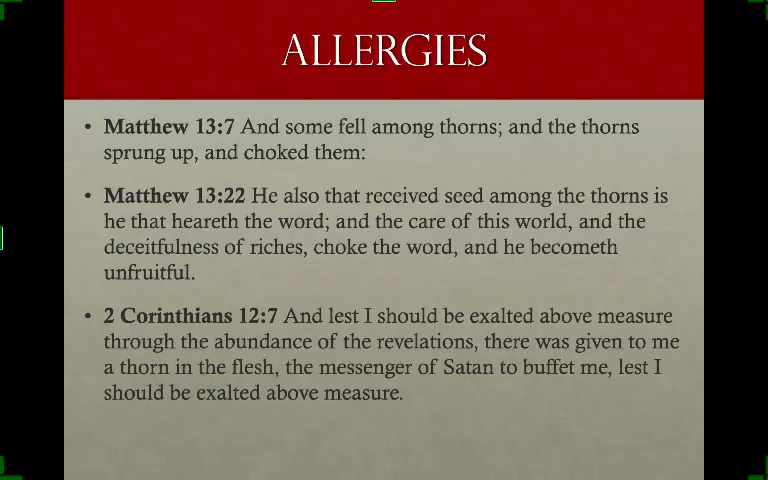 ALLERGIES
• Matthew 13:7 And some fell among thorns; and the thorns
sprung up, and choked them:
• Matthew 13:22 He also that received seed among the thorns is
he that heareth the word; and the care of this world, and the
deceitfulness of riches, choke the word, and he becometh
unfruitful.
• 2 Corinthians 12:7 And lest I should be exalted above measure
through the abundance of the revelations, there was given to me
a thorn in the flesh, the messenger of Satan to buffet me, lest I
should be exalted above measure.